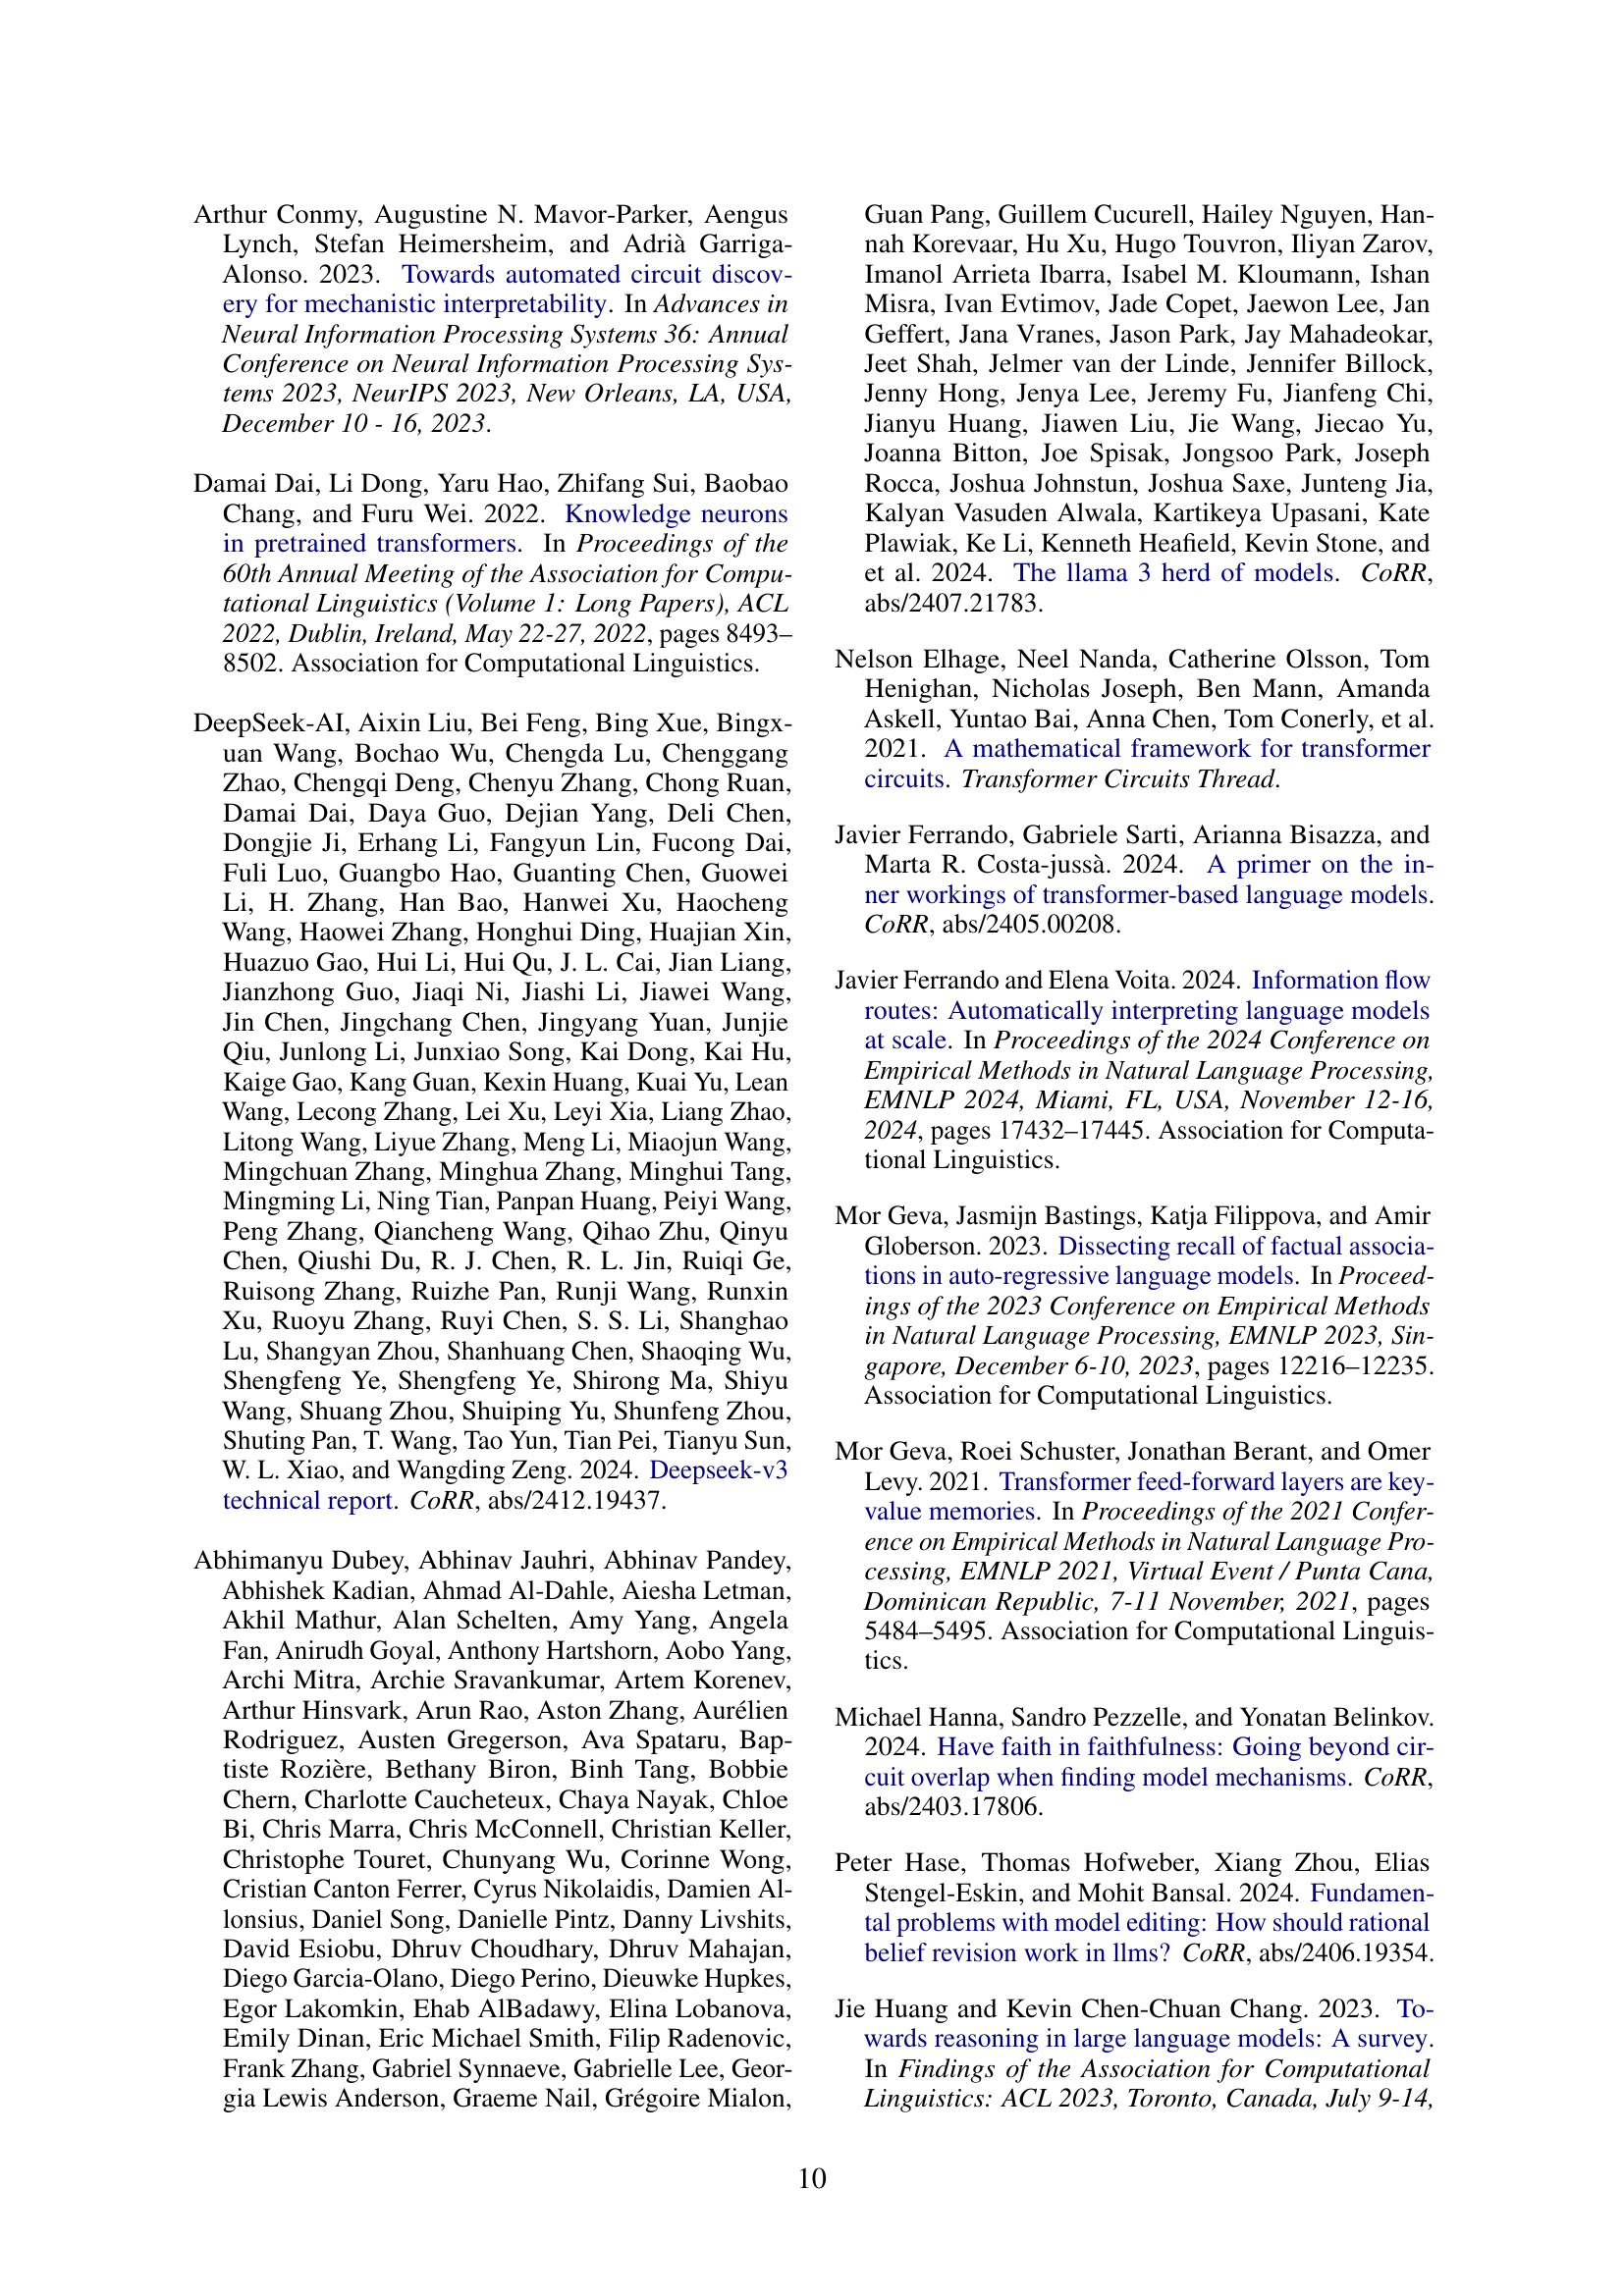 Arthur Conmy, Augustine N. Mavor-Parker, Aengus
Lynch, Stefan Heimersheim, and Adrià Garriga-
Alonso. 2023. Towards automated circuit discov-
ery for mechanistic interpretability. In Advances in
Neural Information Processing Systems 36: Annual
Conference on Neural Information Processing Sys-
tems 2023, NeurIPS 2023, New Orleans, LA, USA,
December 10 - 16, 2023.
Damai Dai, Li Dong, Yaru Hao, Zhifang Sui, Baobao
Chang, and Furu Wei. 2022. Knowledge neurons
in pretrained transformers. In Proceedings of the
60th Annual Meeting of the Association for Compu-
tational Linguistics (Volume 1: Long Papers), ACL
2022, Dublin, Ireland, May 22-27, 2022, pages 8493–
8502. Association for Computational Linguistics.
DeepSeek-AI, Aixin Liu, Bei Feng, Bing Xue, Bingx-
uan Wang, Bochao Wu, Chengda Lu, Chenggang
Zhao, Chengqi Deng, Chenyu Zhang, Chong Ruan,
Damai Dai, Daya Guo, Dejian Yang, Deli Chen,
Dongjie Ji, Erhang Li, Fangyun Lin, Fucong Dai,
Fuli Luo, Guangbo Hao, Guanting Chen, Guowei
Li, H. Zhang, Han Bao, Hanwei Xu, Haocheng
Wang, Haowei Zhang, Honghui Ding, Huajian Xin,
Huazuo Gao, Hui Li, Hui Qu, J. L. Cai, Jian Liang,
Jianzhong Guo, Jiaqi Ni, Jiashi Li, Jiawei Wang,
Jin Chen, Jingchang Chen, Jingyang Yuan, Junjie
Qiu, Junlong Li, Junxiao Song, Kai Dong, Kai Hu,
Kaige Gao, Kang Guan, Kexin Huang, Kuai Yu, Lean
Wang, Lecong Zhang, Lei Xu, Leyi Xia, Liang Zhao,
Litong Wang, Liyue Zhang, Meng Li, Miaojun Wang,
Mingchuan Zhang, Minghua Zhang, Minghui Tang,
Mingming Li, Ning Tian, Panpan Huang, Peiyi Wang,
Peng Zhang, Qiancheng Wang, Qihao Zhu, Qinyu
Chen, Qiushi Du, R. J. Chen, R. L. Jin, Ruiqi Ge,
Ruisong Zhang, Ruizhe Pan, Runji Wang, Runxin
Xu, Ruoyu Zhang, Ruyi Chen, S. S. Li, Shanghao
Lu, Shangyan Zhou, Shanhuang Chen, Shaoqing Wu,
Shengfeng Ye, Shengfeng Ye, Shirong Ma, Shiyu
Wang, Shuang Zhou, Shuiping Yu, Shunfeng Zhou,
Shuting Pan, T. Wang, Tao Yun, Tian Pei, Tianyu Sun,
W. L. Xiao, and Wangding Zeng. 2024. Deepseek-v3
technical report. CoRR, abs/2412.19437.
Abhimanyu Dubey, Abhinav Jauhri, Abhinav Pandey,
Abhishek Kadian, Ahmad Al-Dahle, Aiesha Letman,
Akhil Mathur, Alan Schelten, Amy Yang, Angela
Fan, Anirudh Goyal, Anthony Hartshorn, Aobo Yang,
Archi Mitra, Archie Sravankumar, Artem Korenev,
Arthur Hinsvark, Arun Rao, Aston Zhang, Aurélien
Rodriguez, Austen Gregerson, Ava Spataru, Bap-
tiste Rozière, Bethany Biron, Binh Tang, Bobbie
Chern, Charlotte Caucheteux, Chaya Nayak, Chloe
Bi, Chris Marra, Chris McConnell, Christian Keller,
Christophe Touret, Chunyang Wu, Corinne Wong,
Cristian Canton Ferrer, Cyrus Nikolaidis, Damien Al-
lonsius, Daniel Song, Danielle Pintz, Danny Livshits,
David Esiobu, Dhruv Choudhary, Dhruv Mahajan,
Diego Garcia-Olano, Diego Perino, Dieuwke Hupkes,
Egor Lakomkin, Ehab AlBadawy, Elina Lobanova,
Emily Dinan, Eric Michael Smith, Filip Radenovic,
Frank Zhang, Gabriel Synnaeve, Gabrielle Lee, Geor-
gia Lewis Anderson, Graeme Nail, Grégoire Mialon,
Guan Pang, Guillem Cucurell, Hailey Nguyen, Han-
nah Korevaar, Hu Xu, Hugo Touvron, Iliyan Zarov,
Imanol Arrieta Ibarra, Isabel M. Kloumann, Ishan
Misra, Ivan Evtimov, Jade Copet, Jaewon Lee, Jan
Geffert, Jana Vranes, Jason Park, Jay Mahadeokar,
Jeet Shah, Jelmer van der Linde, Jennifer Billock,
Jenny Hong, Jenya Lee, Jeremy Fu, Jianfeng Chi,
Jianyu Huang, Jiawen Liu, Jie Wang, Jiecao Yu,
Joanna Bitton, Joe Spisak, Jongsoo Park, Joseph
Rocca, Joshua Johnstun, Joshua Saxe, Junteng Jia,
Kalyan Vasuden Alwala, Kartikeya Upasani, Kate
Plawiak, Ke Li, Kenneth Heafield, Kevin Stone, and
et al. 2024. The llama 3 herd of models. CoRR,
abs/2407.21783.
Nelson Elhage, Neel Nanda, Catherine Olsson, Tom
Henighan, Nicholas Joseph, Ben Mann, Amanda
Askell, Yuntao Bai, Anna Chen, Tom Conerly, et al.
2021. A mathematical framework for transformer
circuits. Transformer Circuits Thread.
Javier Ferrando, Gabriele Sarti, Arianna Bisazza, and
Marta R. Costa-jussà. 2024. A primer on the in-
ner workings of transformer-based language models.
CoRR, abs/2405.00208.
Javier Ferrando and Elena Voita. 2024. Information flow
routes: Automatically interpreting language models
at scale. In Proceedings of the 2024 Conference on
Empirical Methods in Natural Language Processing,
EMNLP 2024, Miami, FL, USA, November 12-16,
2024, pages 17432–17445. Association for Computa-
tional Linguistics.
Mor Geva, Jasmijn Bastings, Katja Filippova, and Amir
Globerson. 2023. Dissecting recall of factual associa-
tions in auto-regressive language models. In Proceed-
ings of the 2023 Conference on Empirical Methods
in Natural Language Processing, EMNLP 2023, Sin-
gapore, December 6-10, 2023, pages 12216–12235.
Association for Computational Linguistics.
Mor Geva, Roei Schuster, Jonathan Berant, and Omer
Levy. 2021. Transformer feed-forward layers are key-
value memories. In Proceedings of the 2021 Confer-
ence on Empirical Methods in Natural Language Pro-
cessing, EMNLP 2021, Virtual Event / Punta Cana,
Dominican Republic, 7-11 November, 2021, pages
5484–5495. Association for Computational Linguis-
tics.
Michael Hanna, Sandro Pezzelle, and Yonatan Belinkov.
2024. Have faith in faithfulness: Going beyond cir-
cuit overlap when finding model mechanisms. CoRR,
abs/2403.17806.
Peter Hase, Thomas Hofweber, Xiang Zhou, Elias
Stengel-Eskin, and Mohit Bansal. 2024. Fundamen-
tal problems with model editing: How should rational
belief revision work in llms? CoRR, abs/2406.19354.
Jie Huang and Kevin Chen-Chuan Chang. 2023. To-
wards reasoning in large language models: A survey.
In Findings of the Association for Computational
Linguistics: ACL 2023, Toronto, Canada, July 9-14,
10